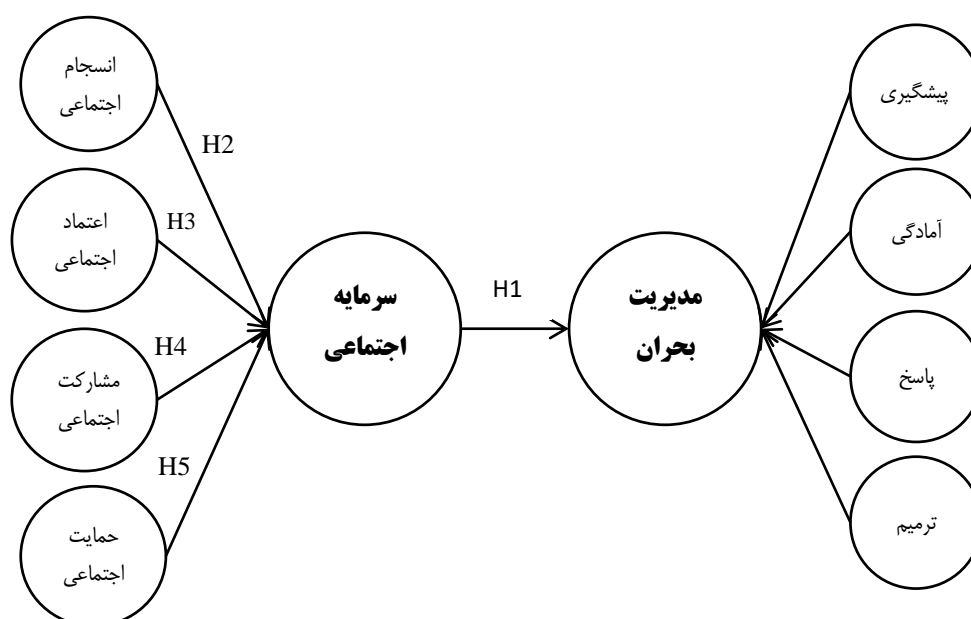 انسجام
اجتماعی
پیشگیری
H2
اعتماد
اجتماعی
H3
آمادگی
سرمایه
اجتماعی
H1
مدیریت
بحران
H4
مشارکت
اجتماعی
پاسخ
H5
حمایت
اجتماعی
ترمیم